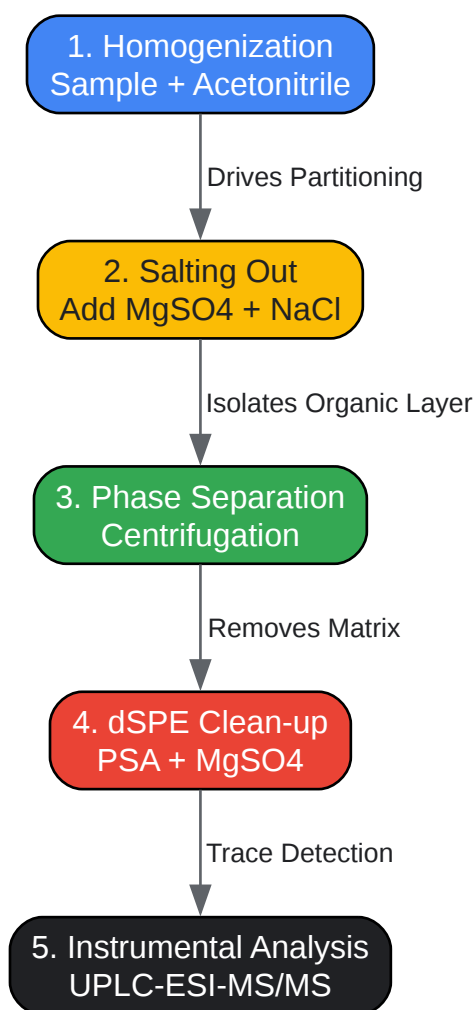 1. Homogenization
Sample + Acetonitrile
Drives Partitioning
2. Salting Out
Add MgSO4 + NaCl
Isolates Organic Layer
3. Phase Separation
Centrifugation
Removes Matrix
4. dSPE Clean-up
PSA + MgSO4
Trace Detection
5. Instrumental Analysis
UPLC-ESI-MS/MS